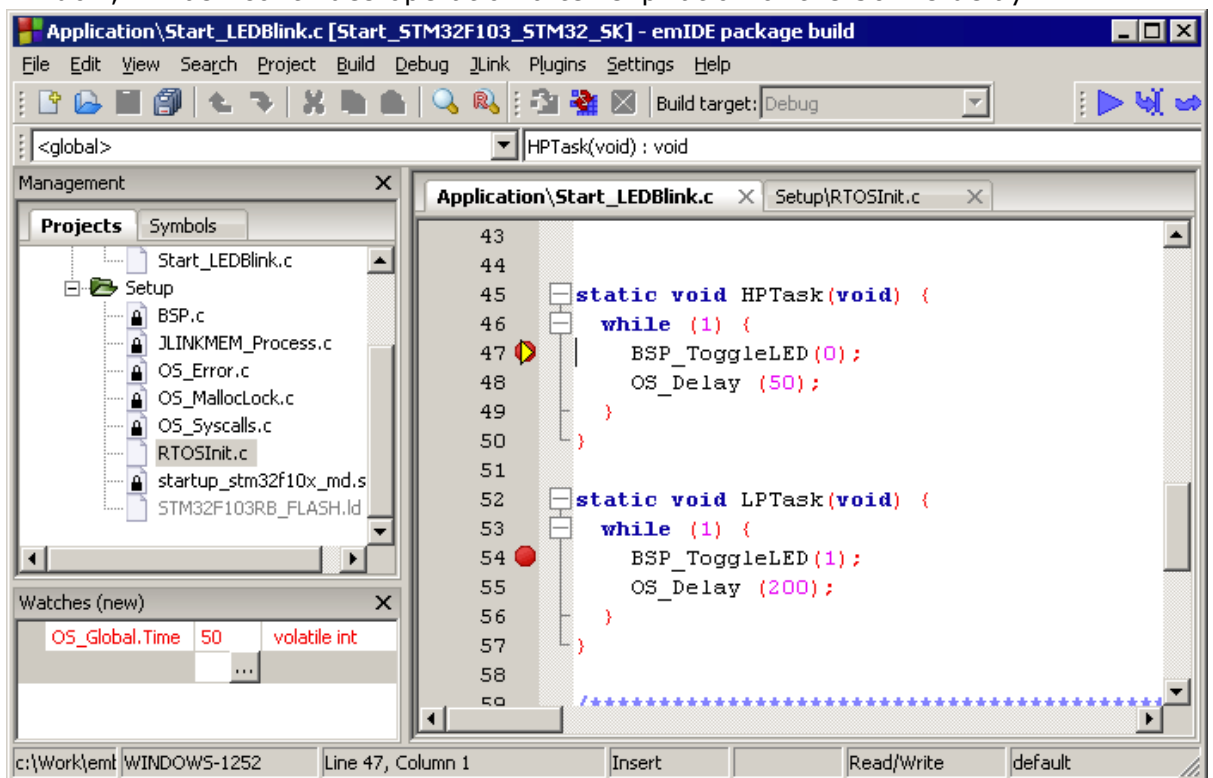 Application\Start_LEDBlink.c [Start_STM32F103_STM32_SK] - emIDE package build
File Edit View Search Project Build Debug JLink Plugins Settings Help
Build target: Debug
<global>
HPTask(void) : void
Management
Projects Symbols
Start_LEDBlink.c
Setup
BSP.c
JLINKMEM_Process.c
OS_Error.c
OS_MallocLock.c
OS_Syscalls.c
RTOSInit.c
startup_stm32f10x_md.s
STM32F103RB_FLASH.ld
Watches (new)
OS_Global.Time 50 volatile int
...
Application\Start_LEDBlink.c Setup\RTOSInit.c
43
44
45 static void HPTask(void) {
46 while (1) {
47 BSP_ToggleLED(0);
48 OS_Delay (50);
49 }
50 }
51
52 static void LPTask(void) {
53 while (1) {
54 BSP_ToggleLED(1);
55 OS_Delay (200);
56 }
57 }
58
59 /*******************************************
c:\Work\emI WINDOWS-1252 Line 47, Column 1 Insert Read/Write default